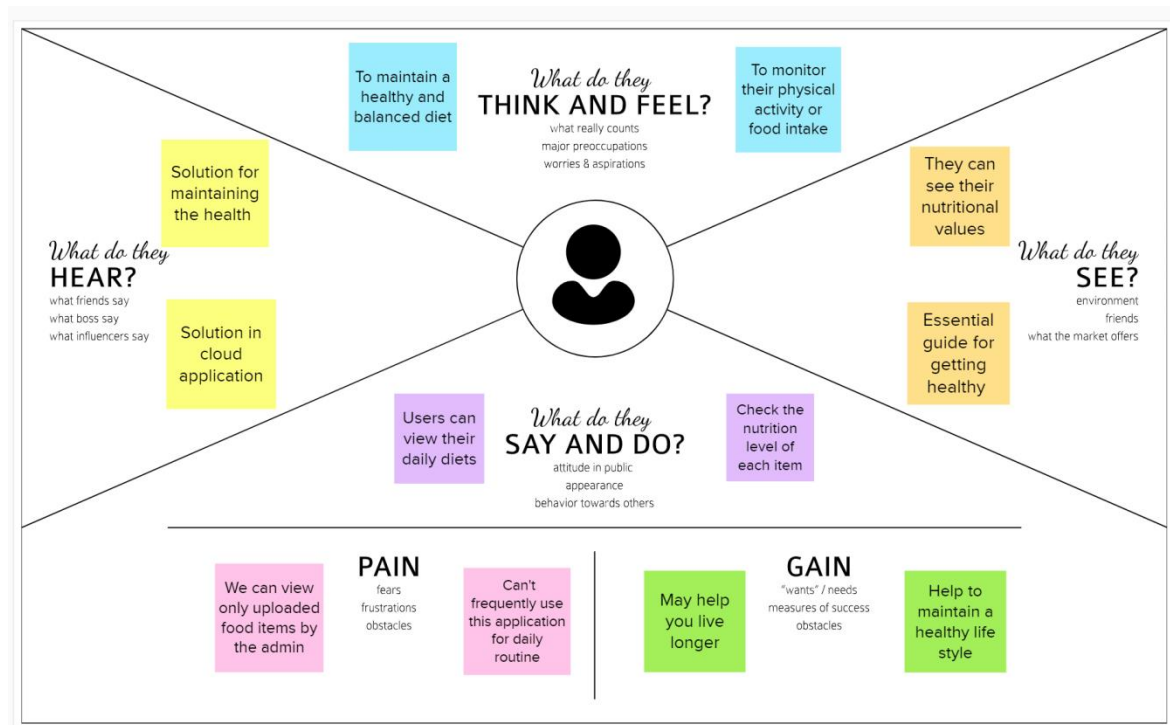 To maintain a
healthy and
balanced diet
What do they
THINK AND FEEL?
what really counts
major preoccupations
worries & aspirations
To monitor
their physical
activity or
food intake
Solution for
maintaining
the health
What do they
HEAR?
what friends say
what boss say
what influencers say
Solution in
cloud
application
They can
see their
nutritional
values
What do they
SEE?
environment
friends
what the market offers
Essential
guide for
getting
healthy
Users can
view their
daily diets
What do they
SAY AND DO?
attitude in public
appearance
behavior towards others
Check the
nutrition
level of
each item
We can view
only uploaded
food items by
the admin
PAIN
fears
frustrations
obstacles
Can't
frequently use
this application
for daily
routine
May help
you live
longer
GAIN
“wants” / needs
measures of success
obstacles
Help to
maintain a
healthy life
style